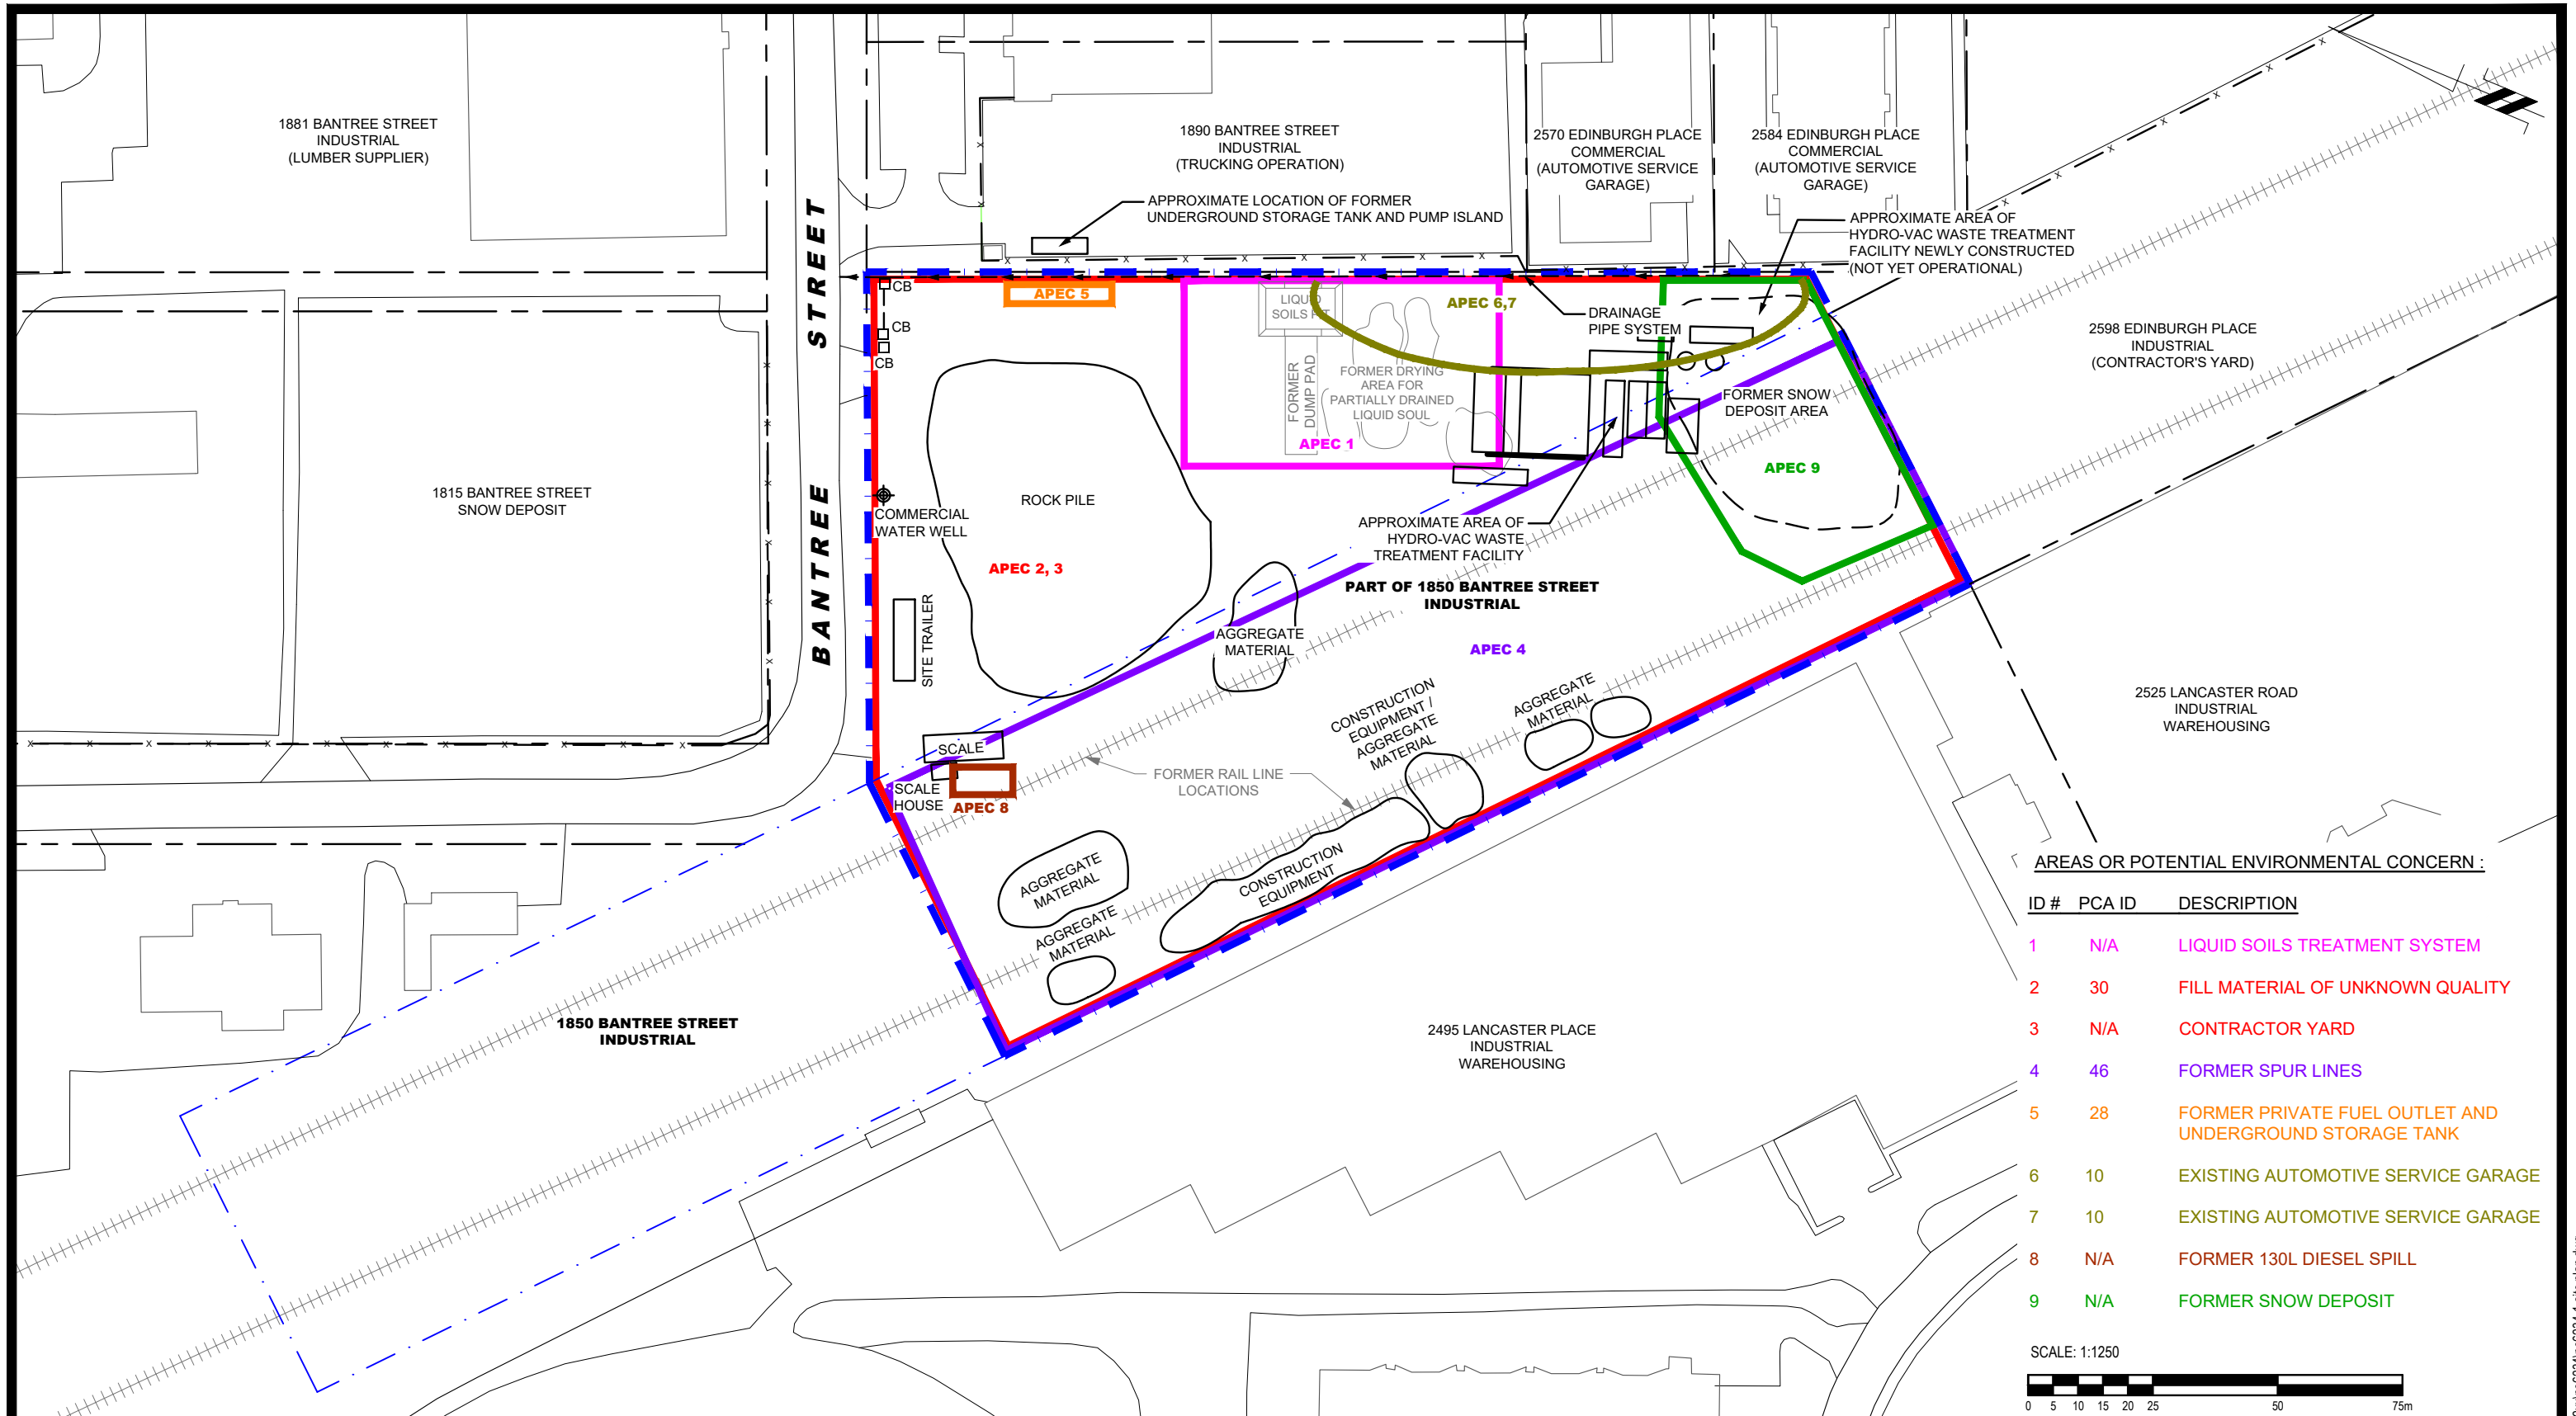 1881 BANTREE STREET
INDUSTRIAL
(LUMBER SUPPLIER)
1890 BANTREE STREET
INDUSTRIAL
(TRUCKING OPERATION)
2570 EDINBURGH PLACE
COMMERCIAL
(AUTOMOTIVE SERVICE
GARAGE)
2584 EDINBURGH PLACE
COMMERCIAL
(AUTOMOTIVE SERVICE
GARAGE)
APPROXIMATE LOCATION OF FORMER
UNDERGROUND STORAGE TANK AND PUMP ISLAND
APPROXIMATE AREA OF
HYDRO-VAC WASTE TREATMENT
FACILITY NEWLY CONSTRUCTED
(NOT YET OPERATIONAL)
BANTREE STREET
CB
CB
CB
APEC 5
LIQUID
SOILS PIT
APEC 6,7
DRAINAGE
PIPE SYSTEM
2598 EDINBURGH PLACE
INDUSTRIAL
(CONTRACTOR'S YARD)
FORMER
DUMP PAD
FORMER DRYING
AREA FOR
PARTIALLY DRAINED
LIQUID SOUL
APEC 1
FORMER SNOW
DEPOSIT AREA
APEC 9
1815 BANTREE STREET
SNOW DEPOSIT
ROCK PILE
COMMERCIAL
WATER WELL
APPROXIMATE AREA OF
HYDRO-VAC WASTE
TREATMENT FACILITY
APEC 2, 3
PART OF 1850 BANTREE STREET
INDUSTRIAL
SITE TRAILER
AGGREGATE
MATERIAL
APEC 4
CONSTRUCTION
EQUIPMENT /
AGGREGATE
MATERIAL
AGGREGATE
MATERIAL
2525 LANCASTER ROAD
INDUSTRIAL
WAREHOUSING
SCALE
FORMER RAIL LINE
LOCATIONS
SCALE
HOUSE
APEC 8
AGGREGATE
MATERIAL
CONSTRUCTION
EQUIPMENT
AGGREGATE
MATERIAL
1850 BANTREE STREET
INDUSTRIAL
2495 LANCASTER PLACE
INDUSTRIAL
WAREHOUSING
AREAS OR POTENTIAL ENVIRONMENTAL CONCERN :
ID # PCA ID DESCRIPTION
1 N/A LIQUID SOILS TREATMENT SYSTEM
2 30 FILL MATERIAL OF UNKNOWN QUALITY
3 N/A CONTRACTOR YARD
4 46 FORMER SPUR LINES
5 28 FORMER PRIVATE FUEL OUTLET AND
UNDERGROUND STORAGE TANK
6 10 EXISTING AUTOMOTIVE SERVICE GARAGE
7 10 EXISTING AUTOMOTIVE SERVICE GARAGE
8 N/A FORMER 130L DIESEL SPILL
9 N/A FORMER SNOW DEPOSIT
SCALE: 1:1250
0 5 10 15 20 25 50 75m